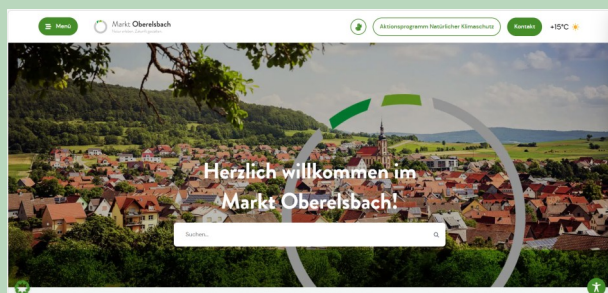 Menü
Markt Oberelsbach
Aktionsprogramm Natürlicher Klimaschutz
Kontakt
+15°C
Herzlich willkommen im
Markt Oberelsbach!
Suchen...